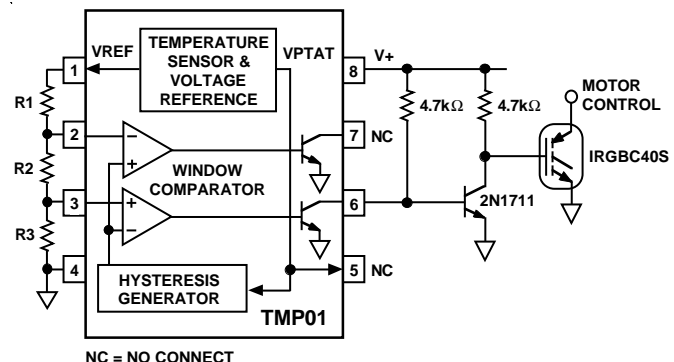 TEMPERATURE
SENSOR &
VOLTAGE
REFERENCE
VREF
VPTAT
1
2
3
4
R1
R2
R3
8
7
6
5
V+
NC
NC
4.7kΩ
4.7kΩ
MOTOR
CONTROL
IRGBC40S
2N1711
WINDOW
COMPARATOR
HYSTERESIS
GENERATOR
TMP01
−
+
+
−
NC = NO CONNECT